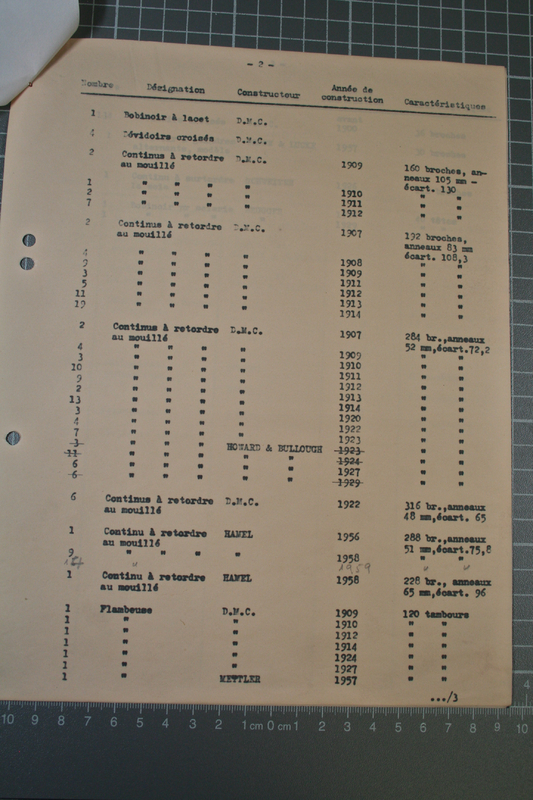 - 2 -
Nombre Désignation Constructeur Année de construction Caractéristiques
1 Bobinoir à lacet D.M.C.
4 Dévidoirs croisés D.M.C.
2 Continus à retordre D.M.C. 1909 160 broches, an-
au mouillé neaux 105 mm -
écart. 130
1 " " " " 1910 " "
2 " " " " 1911 " "
7 " " " " 1912 " "
2 Continus à retordre D.M.C. 1907 192 broches,
au mouillé anneaux 83 mm
écart. 108,3
4 " " " " 1908 " "
9 " " " " 1909 " "
3 " " " " 1910 " "
5 " " " " 1911 " "
11 " " " " 1912 " "
19 " " " " 1913 " "
1914 " "
2 Continus à retordre D.M.C. 1907 284 br.,anneaux
au mouillé 52 mm,écart.72,2
4 " " " " 1909 " "
3 " " " " 1910 " "
10 " " " " 1911 " "
9 " " " " 1912 " "
2 " " " " 1913 " "
13 " " " " 1914 " "
3 " " " " 1920 " "
4 " " " " 1922 " "
7 " " " " 1923 " "
3 " " " HOWARD & BULLOUGH 1923 " "
11 " " " " " 1924 " "
6 " " " " " 1927 " "
6 " " " " " 1929 " "
6 Continus à retordre D.M.C. 1922 316 br.,anneaux
au mouillé 48 mm,écart. 65
1 Continu à retordre HAMEL 1956 288 br.,anneaux
au mouillé 51 mm,écart.75,8
9 " " " " 1958 " "
" 1959 " "
1 Continu à retordre HAMEL 1958 228 br., anneaux
au mouillé 65 mm,écart. 96
1 Flambeuse D.M.C. 1909 120 tambours
1 " " 1910 " "
1 " " 1912 " "
1 " " 1914 " "
1 " " 1924 " "
1 " " 1927 " "
1 " METTLER 1957 " "
.../3
10 9 8 7 6 5 4 3 2 1 cm 0 cm 1 2 3 4 5 6 7 8 9 10
4